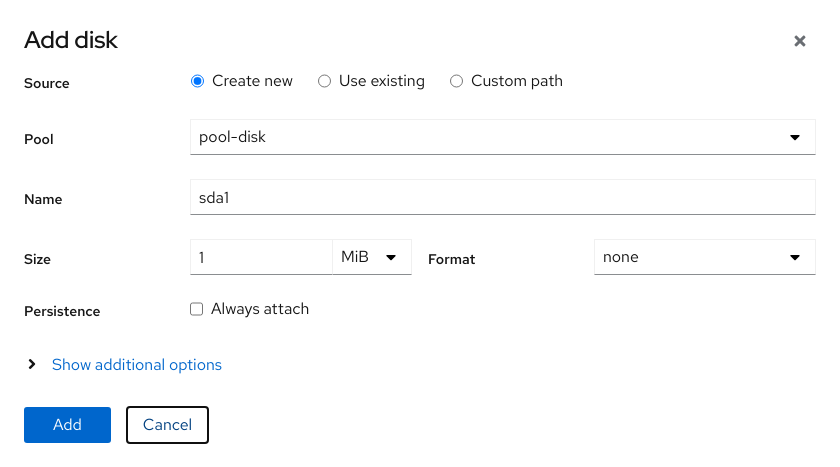 Add disk
Source Create new Use existing Custom path
Pool pool-disk
Name sda1
Size 1 MiB Format none
Persistence Always attach
Show additional options
Add Cancel